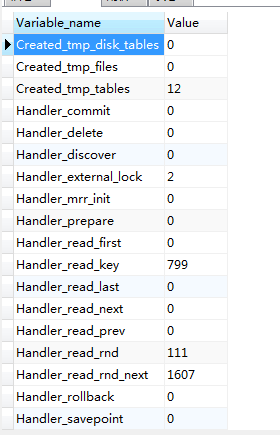 Variable_name Value
Created_tmp_disk_tables 0
Created_tmp_files 0
Created_tmp_tables 12
Handler_commit 0
Handler_delete 0
Handler_discover 0
Handler_external_lock 2
Handler_mrr_init 0
Handler_prepare 0
Handler_read_first 0
Handler_read_key 799
Handler_read_last 0
Handler_read_next 0
Handler_read_prev 0
Handler_read_rnd 111
Handler_read_rnd_next 1607
Handler_rollback 0
Handler_savepoint 0